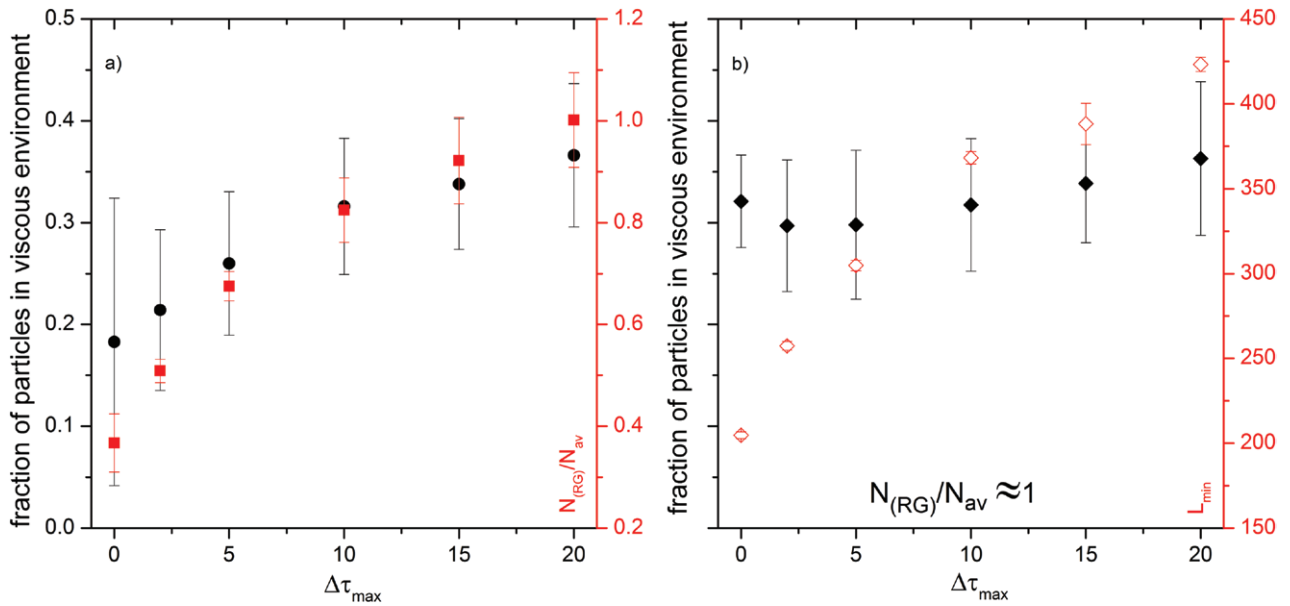 a)
fraction of particles in viscous environment
0.5
0.4
0.3
0.2
0.1
0.0
0 5 10 15 20
Δτmax
1.2
1.0
0.8
0.6
0.4
0.2
N(RG)/Nav
b)
fraction of particles in viscous environment
0 5 10 15 20
Δτmax
N(RG)/Nav ≈1
450
400
350
300
250
200
150
Lmin